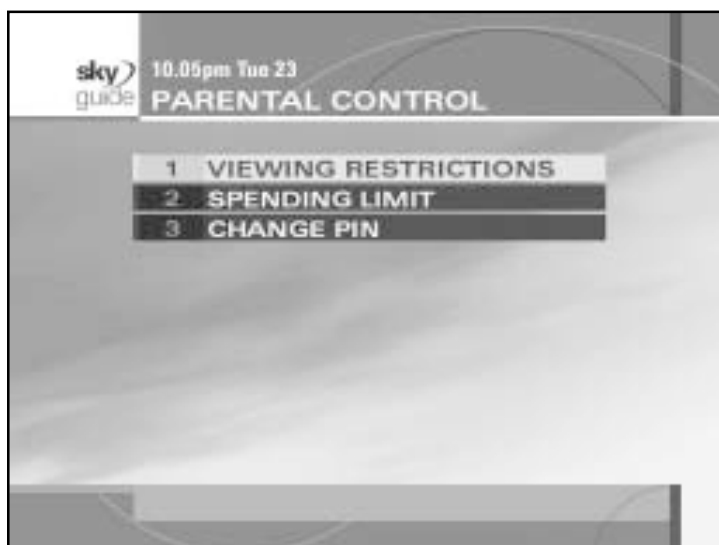 sky
guide
10.05pm Tue 23
PARENTAL CONTROL
1 VIEWING RESTRICTIONS
2 SPENDING LIMIT
3 CHANGE PIN